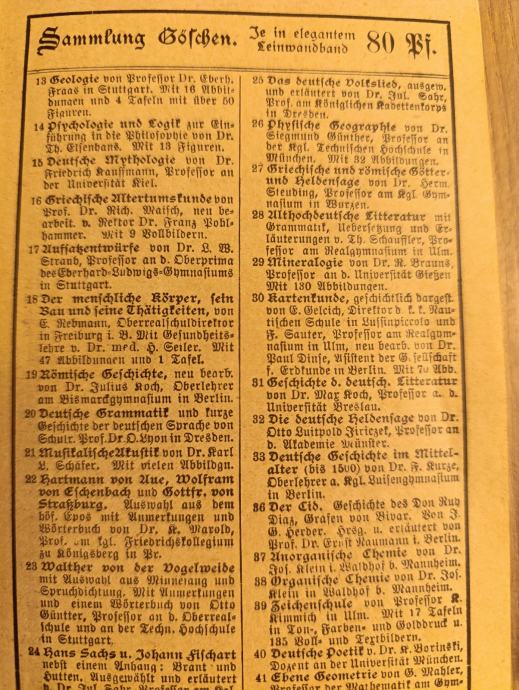 Sammlung Göschen. Je in elegantem Leinwandband 80 Pf.
13 Geologie von Professor Dr. Eberh.
Fraas in Stuttgart. Mit 16 Abbil-
dungen und 4 Tafeln mit über 50
Figuren.
14 Psychologie und Logik zur Ein-
führung in die Philosophie von Dr.
Th. Elsenhans. Mit 13 Figuren.
15 Deutsche Mythologie von Dr.
Friedrich Kauffmann, Professor an
der Universität Kiel.
16 Griechische Altertumskunde von
Prof. Dr. Rich. Maisch, neu be-
arbeit. v. Rektor Dr. Franz Pohl-
hammer. Mit 9 Vollbildern.
17 Aufsatzentwürfe von Dr. L. W.
Straub, Professor an d. Oberprima
des Eberhard-Ludwigs-Gymnasiums
in Stuttgart.
18 Der menschliche Körper, sein
Bau und seine Thätigkeiten, von
E. Rebmann, Oberrealschuldirektor
in Freiburg i. B. Mit Gesundheits-
lehre v. Dr. med. H. Seiler. Mit
47 Abbildungen und 1 Tafel.
19 Römische Geschichte, neu bearb.
von Dr. Julius Koch, Oberlehrer
am Bismarckgymnasium in Berlin.
20 Deutsche Grammatik und kurze
Geschichte der deutschen Sprache von
Schulr. Prof. Dr. O. Lyon in Dresden.
21 Musikalische Akustik von Dr. Karl
L. Schäfer. Mit vielen Abbildgn.
22 Hartmann von Aue, Wolfram
von Eschenbach und Gottfr. von
Straßburg. Auswahl aus dem
höf. Epos mit Anmerkungen und
Wörterbuch von Dr. K. Marold,
Prof. am kgl. Friedrichskollegium
zu Königsberg in Pr.
23 Walther von der Vogelweide
mit Auswahl aus Minnesang und
Spruchdichtung. Mit Anmerkungen
und einem Wörterbuch von Otto
Güntter, Professor an d. Oberreal-
schule und an der Techn. Hochschule
in Stuttgart.
24 Hans Sachs u. Johann Fischart
nebst einem Anhang: Brant und
Hutten. Ausgewählt und erläutert
v. Dr. Jul. Sahr, Professor am Kgl.
25 Das deutsche Volkslied, ausgew.
und erläutert von Dr. Jul. Sahr,
Prof. am Königlichen Kadettenkorps
in Dresden.
26 Physische Geographie von Dr.
Siegmund Günther, Professor an
der Kgl. Technischen Hochschule in
München. Mit 32 Abbildungen.
27 Griechische und römische Götter-
und Heldensage von Dr. Herm.
Steuding, Professor am Kgl. Gym-
nasium in Wurzen.
28 Althochdeutsche Litteratur mit
Grammatik, Uebersetzung und Er-
läuterungen v. Th. Schauffler, Pro-
fessor am Realgymnasium in Ulm.
29 Mineralogie von Dr. R. Brauns,
Professor an d. Universität Gießen
Mit 130 Abbildungen.
30 Kartenkunde, geschichtlich dargest.
von E. Gelcich, Direktor d. k. k. Nau-
tischen Schule in Lussinpiccolo und
F. Sauter, Professor am Realgym-
nasium in Ulm, neu bearb. von Dr.
Paul Dinse, Assistent der Gesellschaft
f. Erdkunde in Berlin. Mit 70 Abb.
31 Geschichte d. deutsch. Litteratur
von Dr. Max Koch, Professor a. d.
Universität Breslau.
32 Die deutsche Heldensage von Dr.
Otto Luitpold Jiriczek, Professor an
d. Akademie Münster.
33 Deutsche Geschichte im Mittel-
alter (bis 1500) von Dr. F. Kurze,
Oberlehrer a. Kgl. Luisengymnasium
in Berlin.
36 Der Cid. Geschichte des Don Ruy
Diaz, Grafen von Bivar. Von J.
G. Herder. Hrsg. u. erläutert von
Prof. Dr. Ernst Naumann i. Berlin.
37 Anorganische Chemie von Dr.
Jos. Klein i. Waldhof b. Mannheim.
38 Organische Chemie von Dr. Jos.
Klein in Waldhof b. Mannheim.
39 Zeichenschule von Professor K.
Kimmich in Ulm. Mit 17 Tafeln
in Ton-, Farben- und Golddruck u.
135 Voll- und Textbildern.
40 Deutsche Poetik v. Dr. K. Borinski,
Dozent an der Universität München.
41 Ebene Geometrie von G. Mahler,
Professor der Mathematik am Gym-